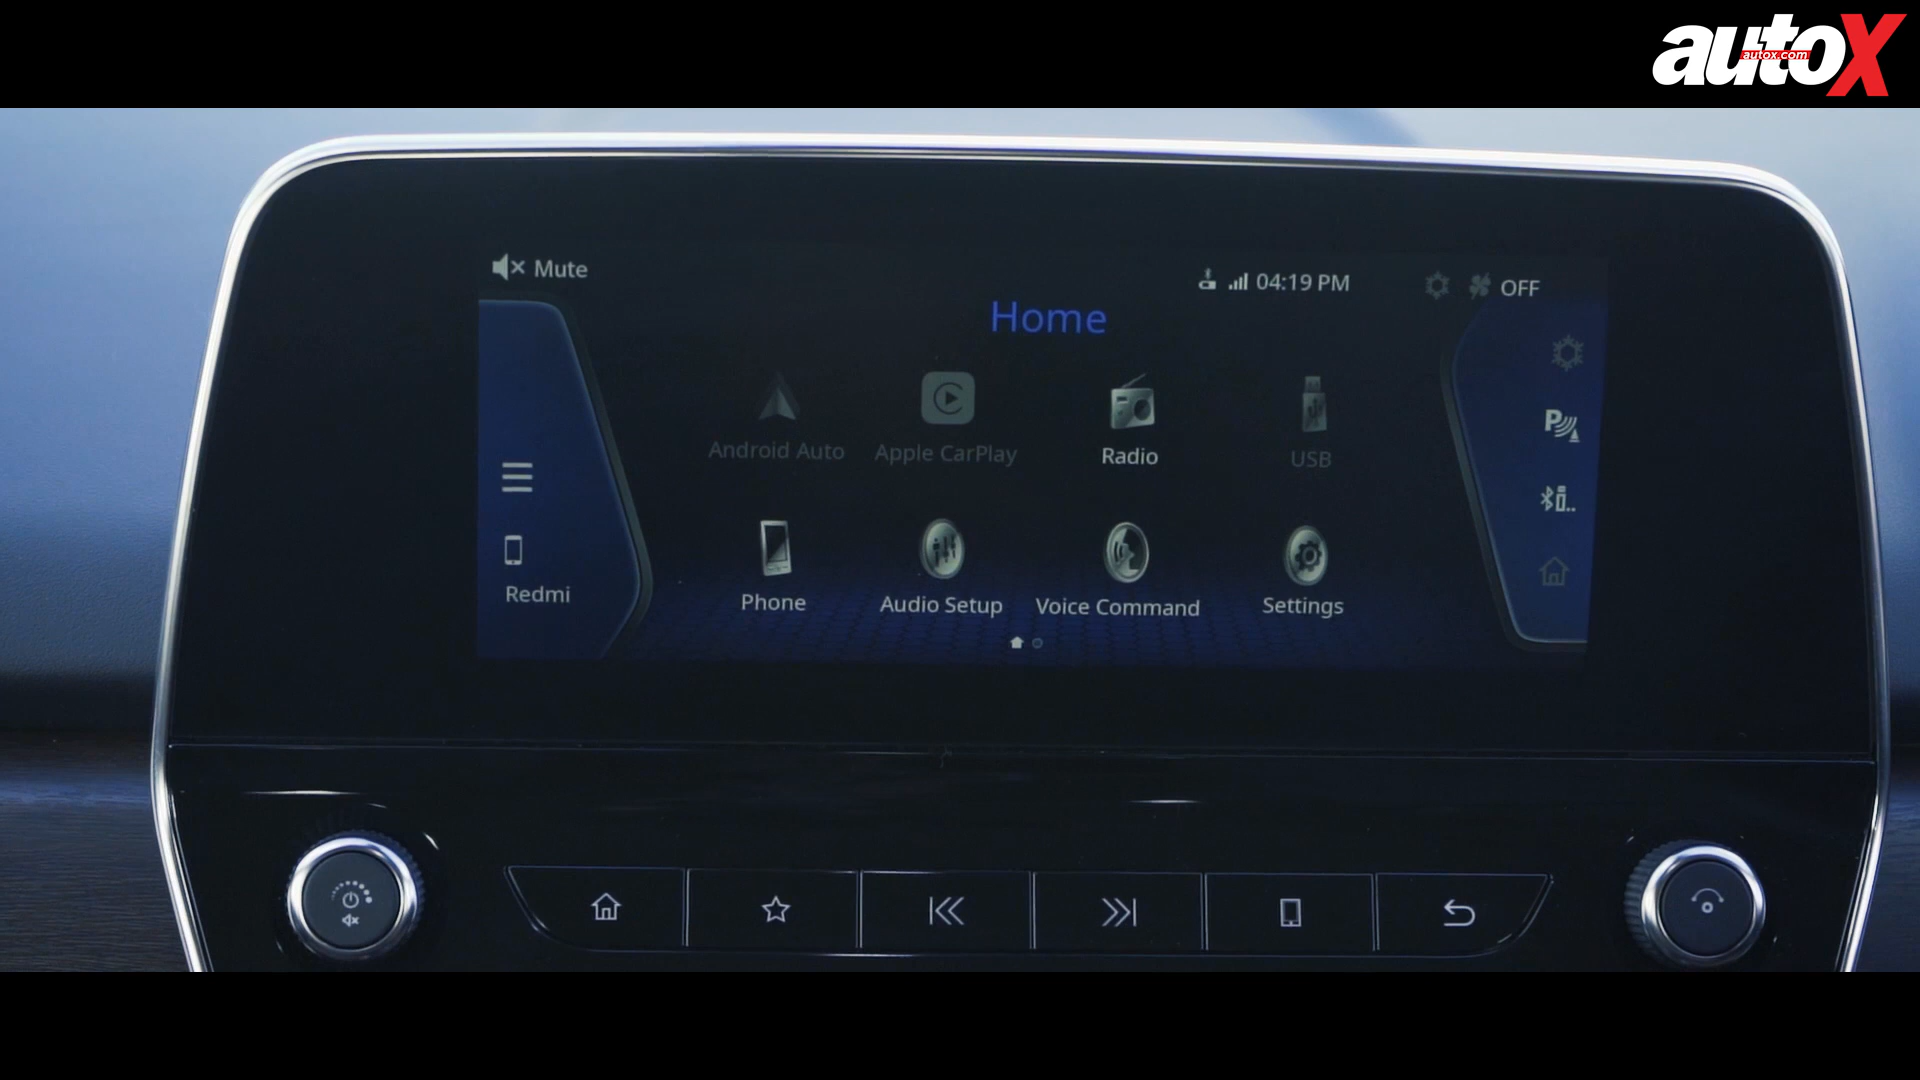 autoX
autox.com
Mute
04:19 PM
OFF
Home
Android Auto
Apple CarPlay
Radio
USB
Redmi
Phone
Audio Setup
Voice Command
Settings